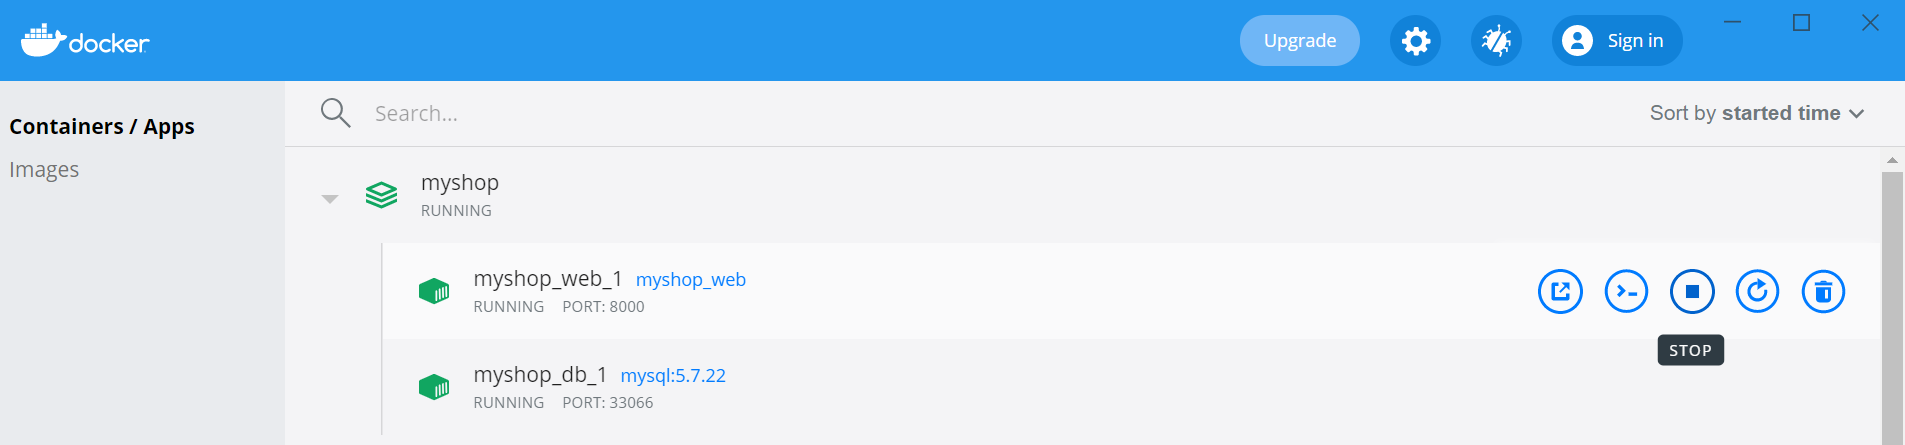 docker
Upgrade
Sign in
Containers / Apps
Images
Search...
Sort by started time
myshop
RUNNING
myshop_web_1 myshop_web
RUNNING PORT: 8000
STOP
myshop_db_1 mysql:5.7.22
RUNNING PORT: 33066